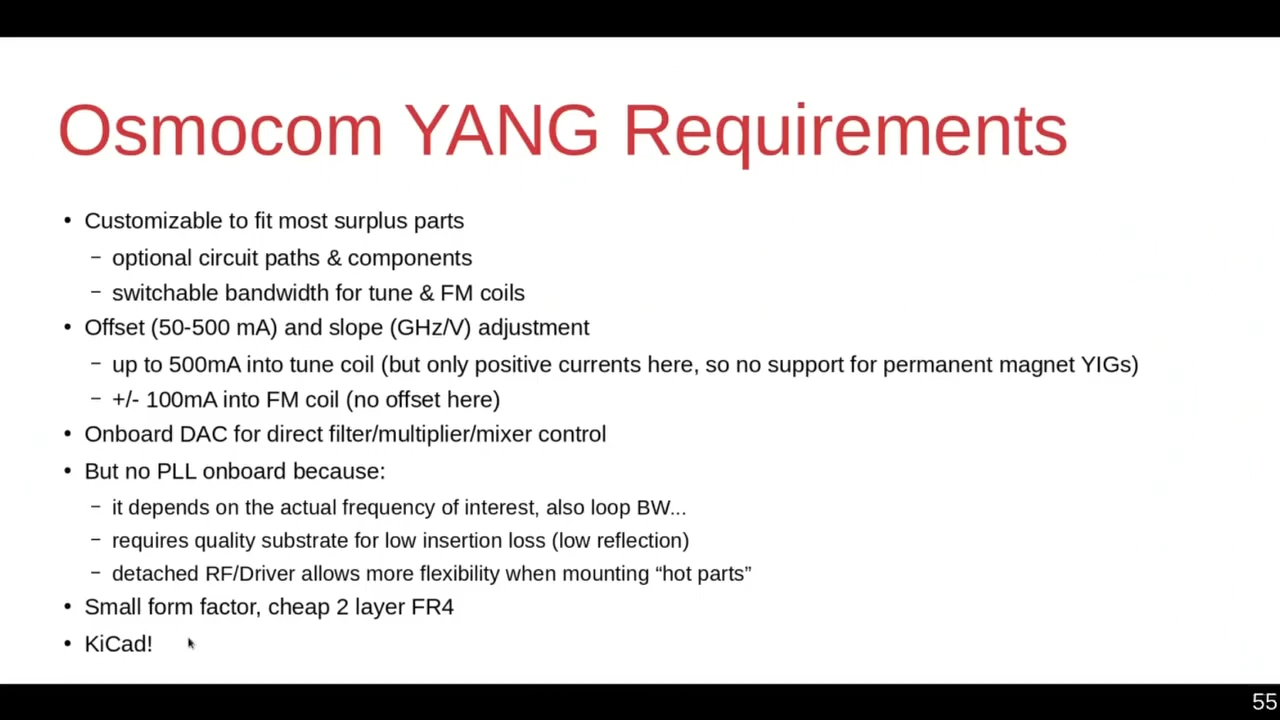 Osmocom YANG Requirements
• Customizable to fit most surplus parts
– optional circuit paths & components
– switchable bandwidth for tune & FM coils
• Offset (50-500 mA) and slope (GHz/V) adjustment
– up to 500mA into tune coil (but only positive currents here, so no support for permanent magnet YIGs)
– +/- 100mA into FM coil (no offset here)
• Onboard DAC for direct filter/multiplier/mixer control
• But no PLL onboard because:
– it depends on the actual frequency of interest, also loop BW...
– requires quality substrate for low insertion loss (low reflection)
– detached RF/Driver allows more flexibility when mounting “hot parts”
• Small form factor, cheap 2 layer FR4
• KiCad!
55